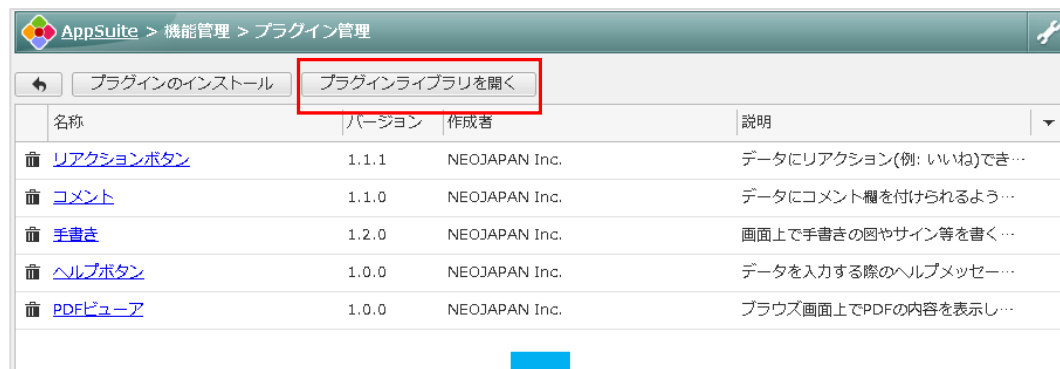 AppSuite > 機能管理 > プラグイン管理
プラグインのインストール プラグインライブラリを開く
名称 バージョン 作成者 説明
リアクションボタン 1.1.1 NEOJAPAN Inc. データにリアクション(例: いいね)でき…
コメント 1.1.0 NEOJAPAN Inc. データにコメント欄を付けられるよう…
手書き 1.2.0 NEOJAPAN Inc. 画面上で手書きの図やサイン等を書く…
ヘルプボタン 1.0.0 NEOJAPAN Inc. データを入力する際のヘルプメッセー…
PDFビューア 1.0.0 NEOJAPAN Inc. ブラウズ画面上でPDFの内容を表示し…